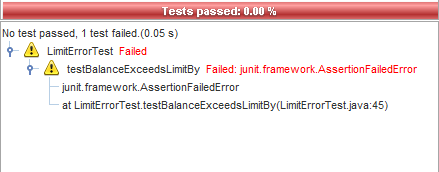 Tests passed: 0.00 %
No test passed, 1 test failed.(0.05 s)
LimitErrorTest Failed
testBalanceExceedsLimitBy Failed: junit.framework.AssertionFailedError
junit.framework.AssertionFailedError
at LimitErrorTest.testBalanceExceedsLimitBy(LimitErrorTest.java:45)